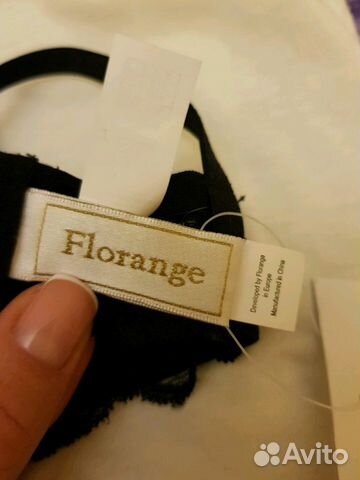 Florange
Developed by Florange
in Europe
Manufactured in China
Avito